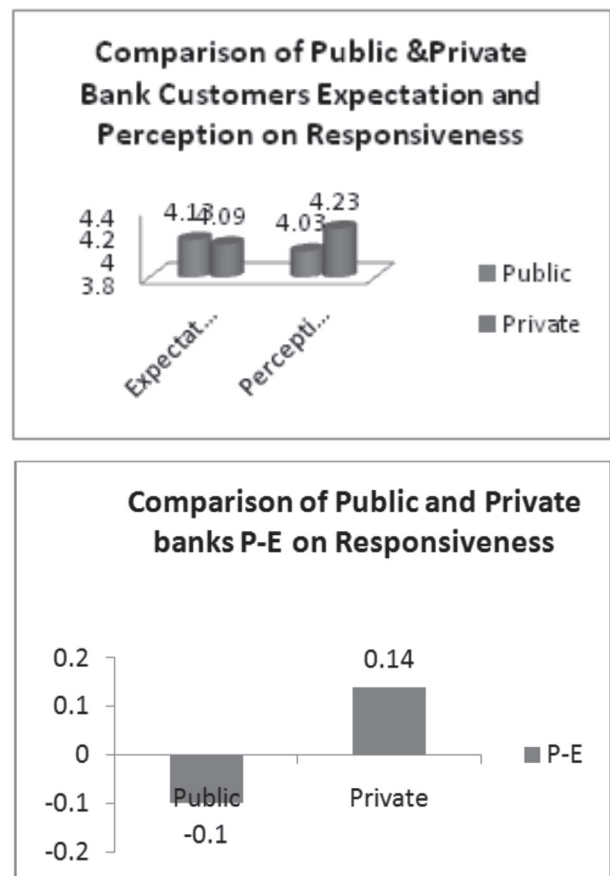 Comparison of Public &Private
Bank Customers Expectation and
Perception on Responsiveness
4.13
4.09
4.03
4.23
4.4
4.2
4
3.8
Expectat...
Percepti...
Public
Private
Comparison of Public and Private
banks P-E on Responsiveness
0.2
0.1
0
-0.1
-0.2
0.14
Public
Private
-0.1
P-E